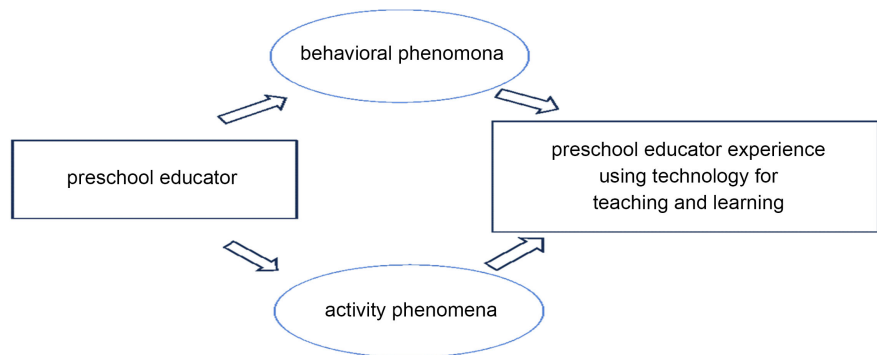 behavioral phenomona
preschool educator
preschool educator experience
using technology for
teaching and learning
activity phenomena